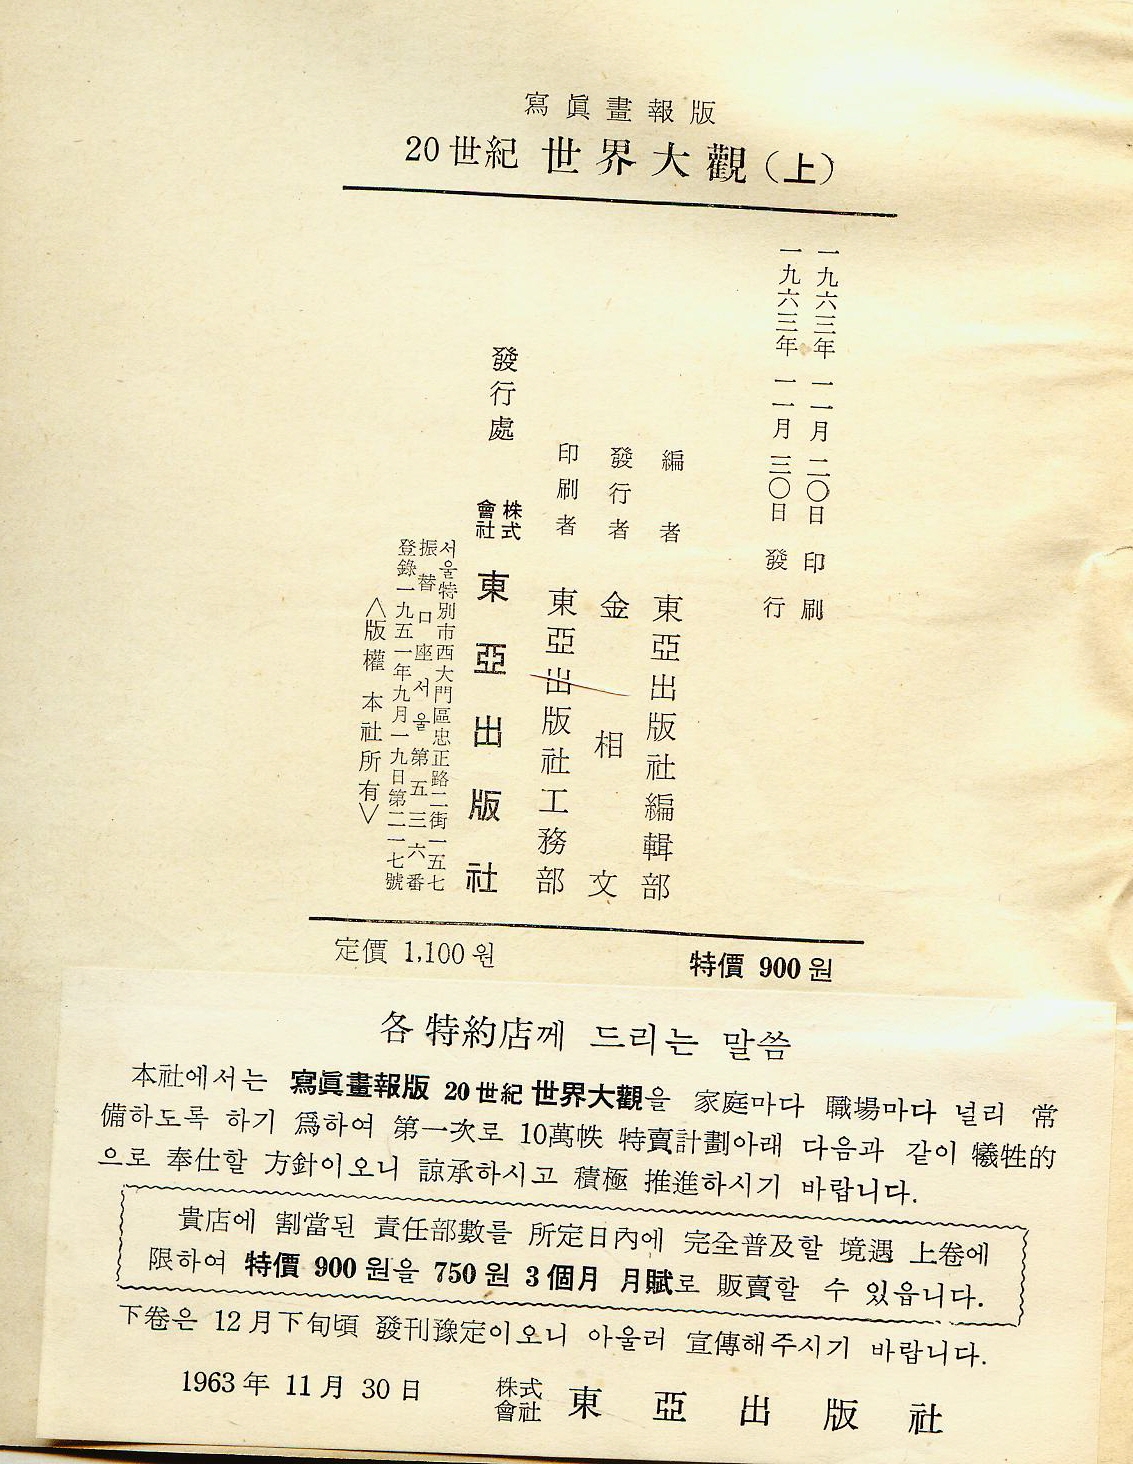 寫眞畫報版
20世紀 世界大觀(上)
一九六三年 一一月 二〇日 印刷
一九六三年 一一月 三〇日 發行
編者 東亞出版社編輯部
發行者 金相文
印刷者 東亞出版社工務部
發行處 株式會社 東亞出版社
서울特別市西大門區忠正路二街一五七
振替口座서울第五三六番
登錄一九五一年九月一九日第二一七號
<版權 本社所有>
定價 1,100원
特價 900원
各 特約店께 드리는 말씀
本社에서는 寫眞畫報版 20世紀 世界大觀을 家庭마다 職場마다 널리 常
備하도록 하기 爲하여 第一次로 10萬帙 特賣計劃아래 다음과 같이 犧牲的
으로 奉仕할 方針이오니 諒承하시고 積極 推進하시기 바랍니다.
貴店에 割當된 責任部數를 所定日內에 完全普及할 境遇 上卷에
限하여 特價 900원을 750원 3個月 月賦로 販賣할 수 있읍니다.
下卷은 12月下旬頃 發刊豫定이오니 아울러 宣傳해주시기 바랍니다.
1963年 11月 30日 株式會社 東亞出版社